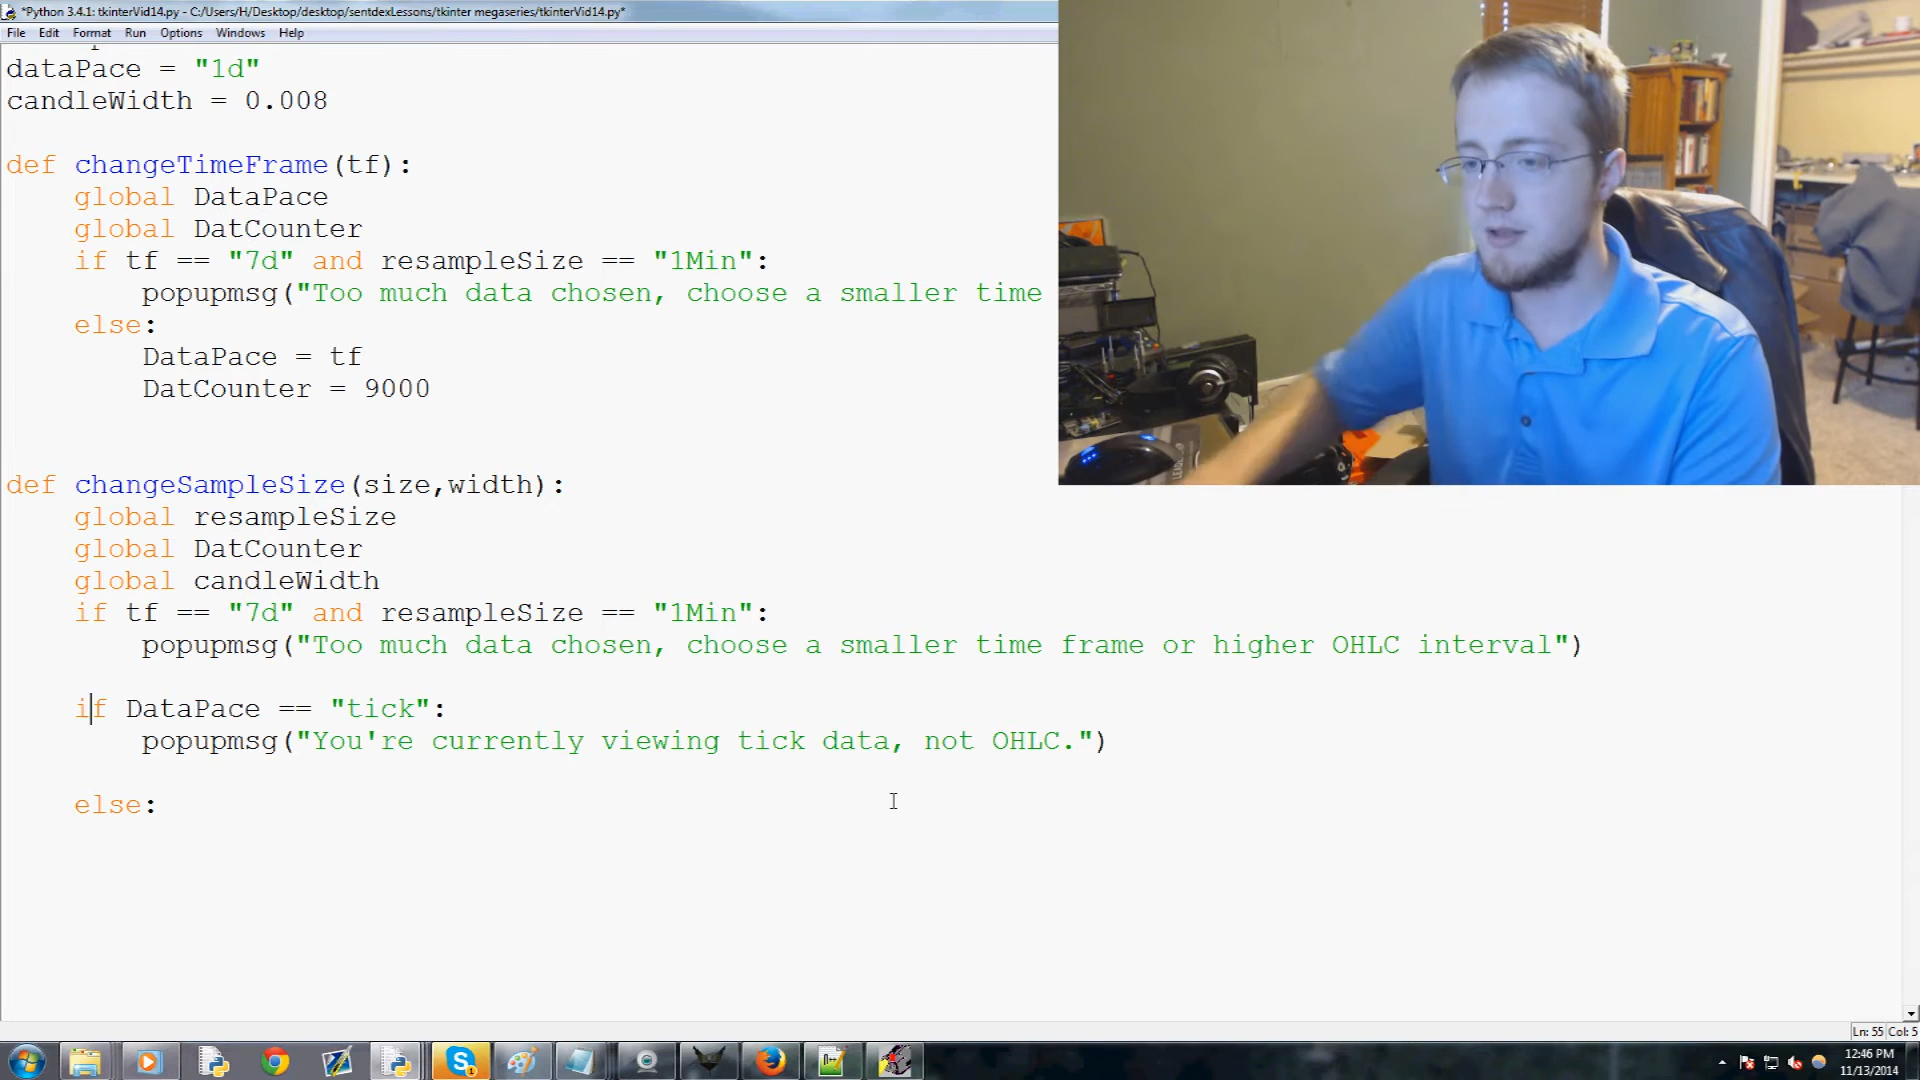 *Python 3.4.1: tkinterVid14.py - C:/Users/H/Desktop/desktop/sentdexLessons/tkinter megaseries/tkinterVid14.py*
File Edit Format Run Options Windows Help
dataPace = "1d"
candleWidth = 0.008
def changeTimeFrame(tf):
global DataPace
global DatCounter
if tf == "7d" and resampleSize == "1Min":
popupmsg("Too much data chosen, choose a smaller time
else:
DataPace = tf
DatCounter = 9000
def changeSampleSize(size,width):
global resampleSize
global DatCounter
global candleWidth
if tf == "7d" and resampleSize == "1Min":
popupmsg("Too much data chosen, choose a smaller time frame or higher OHLC interval")
if DataPace == "tick":
popupmsg("You're currently viewing tick data, not OHLC.")
else:
Ln: 55 Col: 5
12:46 PM
11/13/2014